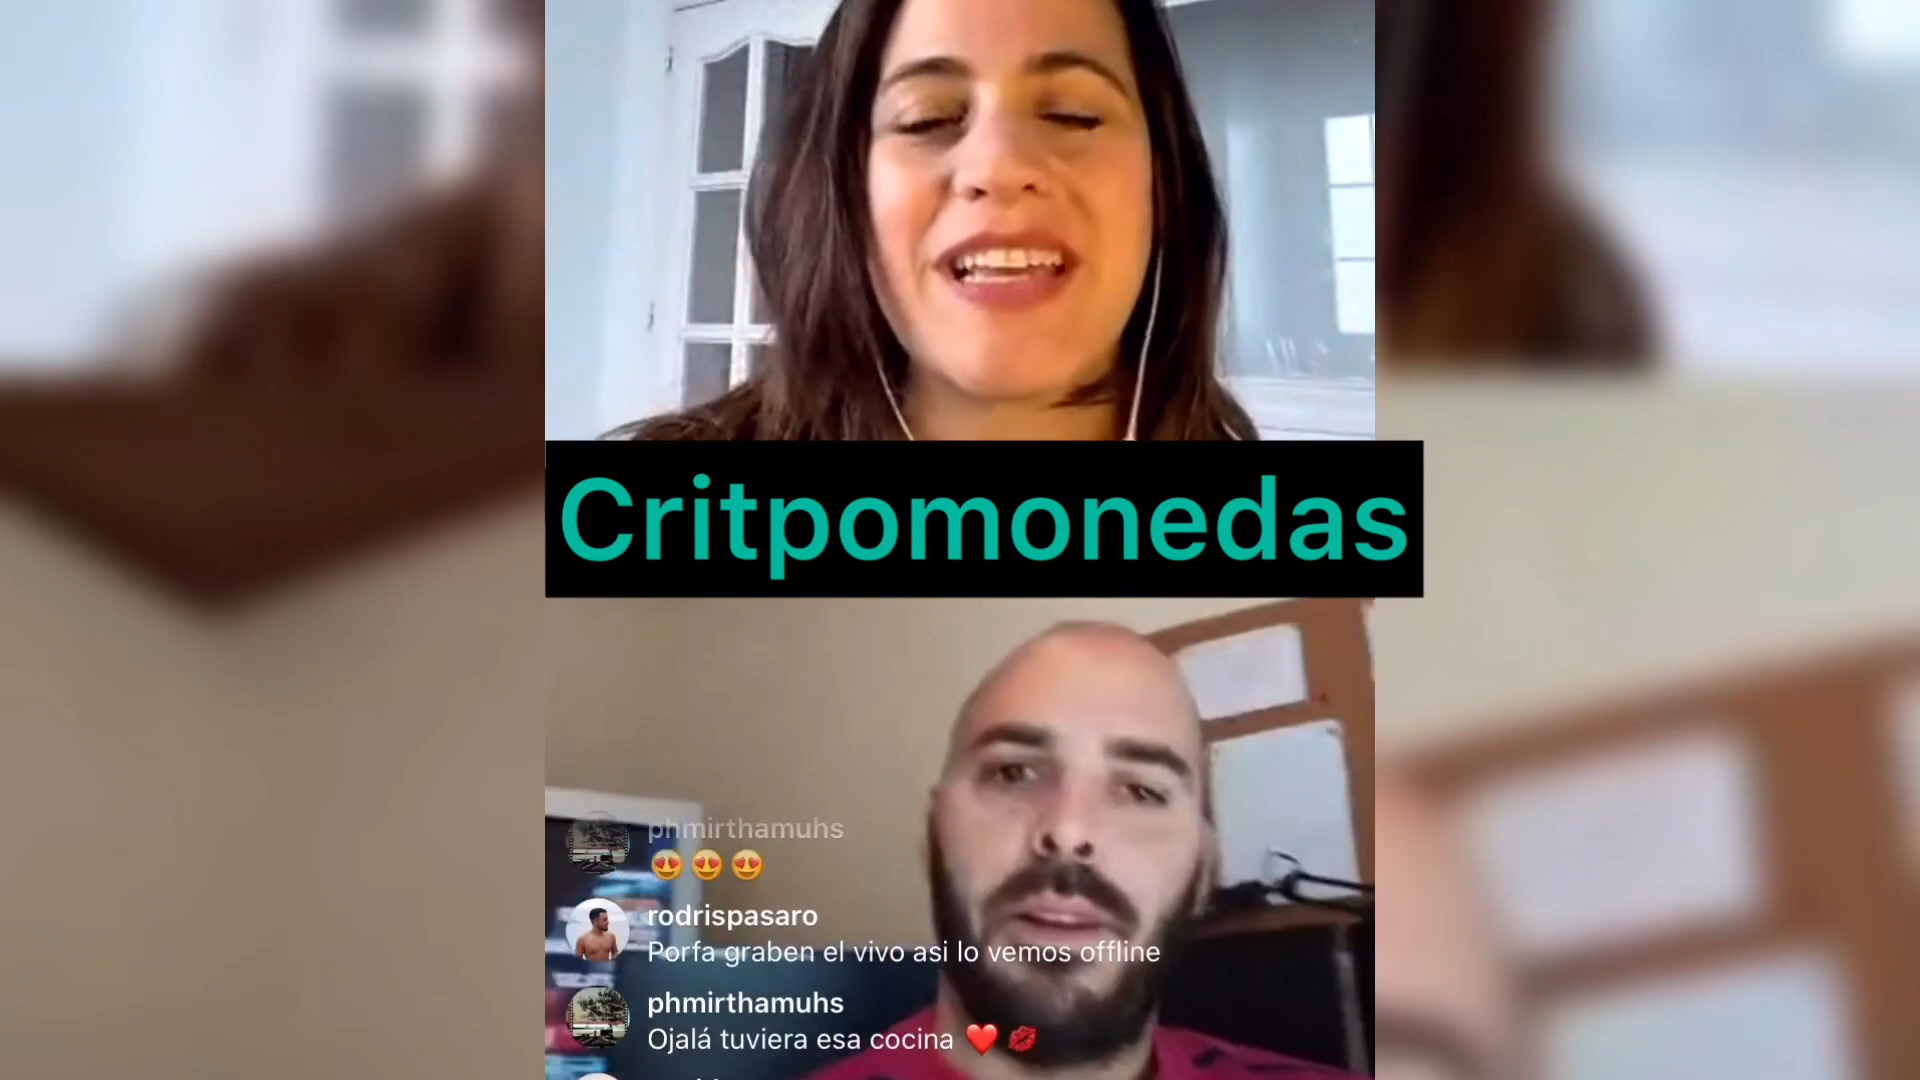 Critpomonedas
phmirthamuhs
😍😍😍
rodrispasaro
Porfa graben el vivo asi lo vemos offline
phmirthamuhs
Ojalá tuviera esa cocina ❤️ 💋